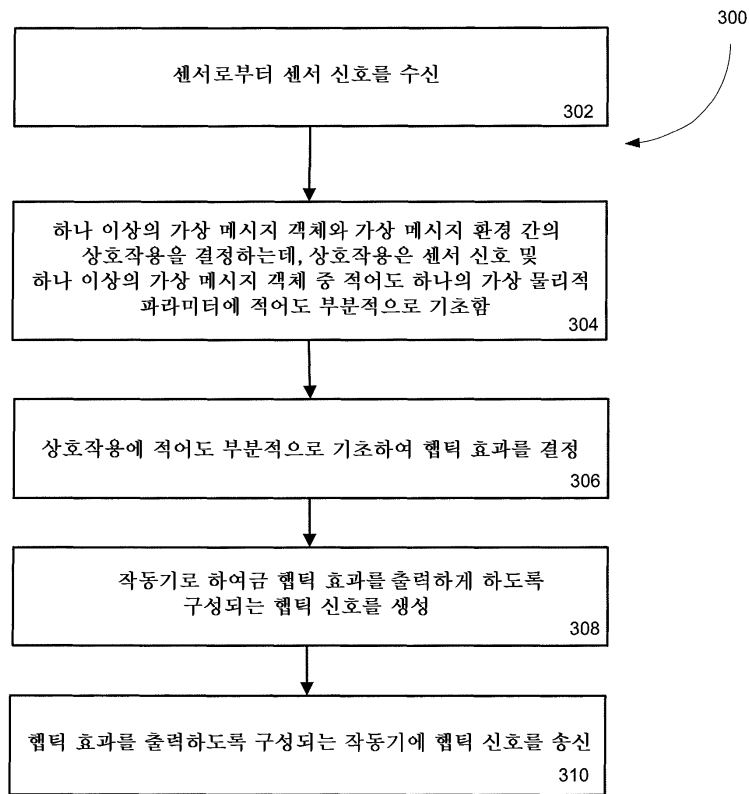 300
센서로부터 센서 신호를 수신
302
하나 이상의 가상 메시지 객체와 가상 메시지 환경 간의
상호작용을 결정하는데, 상호작용은 센서 신호 및
하나 이상의 가상 메시지 객체 중 적어도 하나의 가상 물리적
파라미터에 적어도 부분적으로 기초함
304
상호작용에 적어도 부분적으로 기초하여 햅틱 효과를 결정
306
작동기로 하여금 햅틱 효과를 출력하게 하도록
구성되는 햅틱 신호를 생성
308
햅틱 효과를 출력하도록 구성되는 작동기에 햅틱 신호를 송신
310